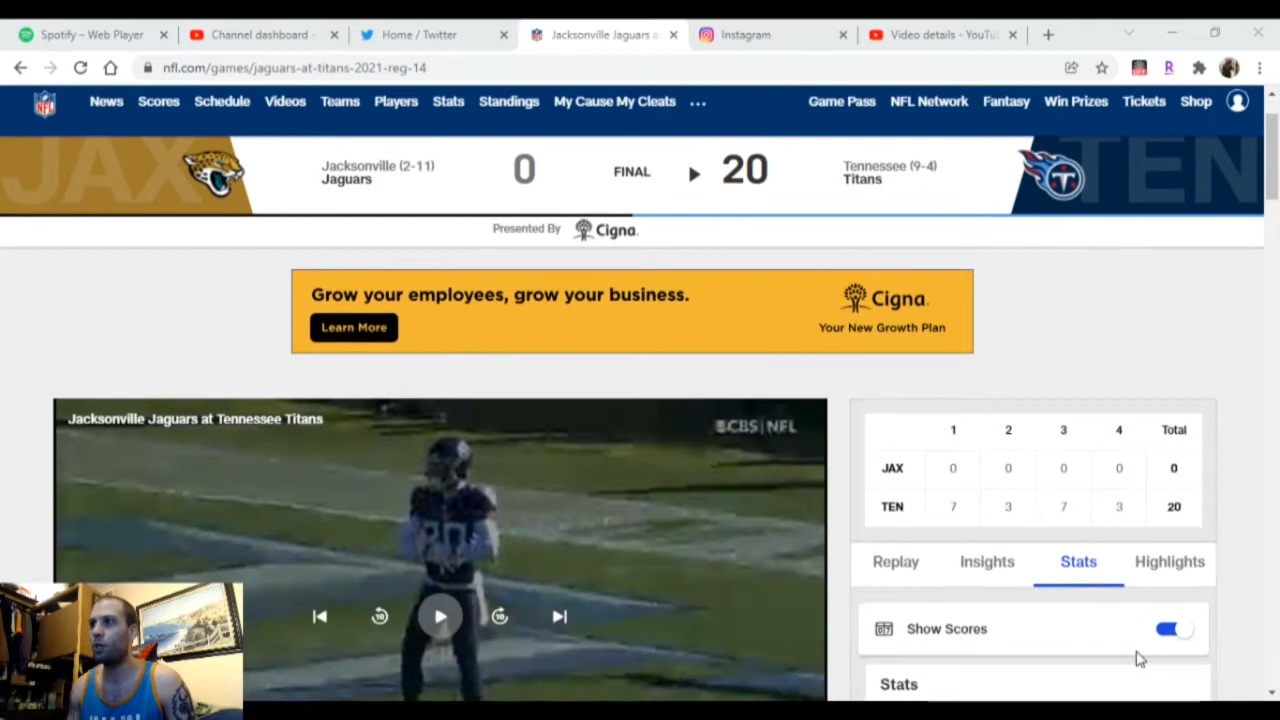 Spotify – Web Player
Channel dashboard -
Home / Twitter
Jacksonville Jaguars a
Instagram
Video details - YouTu
nfl.com/games/jaguars-at-titans-2021-reg-14
OFF
R
NFL
News Scores Schedule Videos Teams Players Stats Standings My Cause My Cleats ... Game Pass NFL Network Fantasy Win Prizes Tickets Shop
JAX
Jacksonville (2-11)
Jaguars
0
FINAL
20
Tennessee (9-4)
Titans
T
TEN
Presented By Cigna.
Grow your employees, grow your business.
Learn More
Cigna.
Your New Growth Plan
Jacksonville Jaguars at Tennessee Titans
CBS|NFL
80
10
10
1 2 3 4 Total
JAX 0 0 0 0 0
TEN 7 3 7 3 20
Replay Insights Stats Highlights
Show Scores
Stats